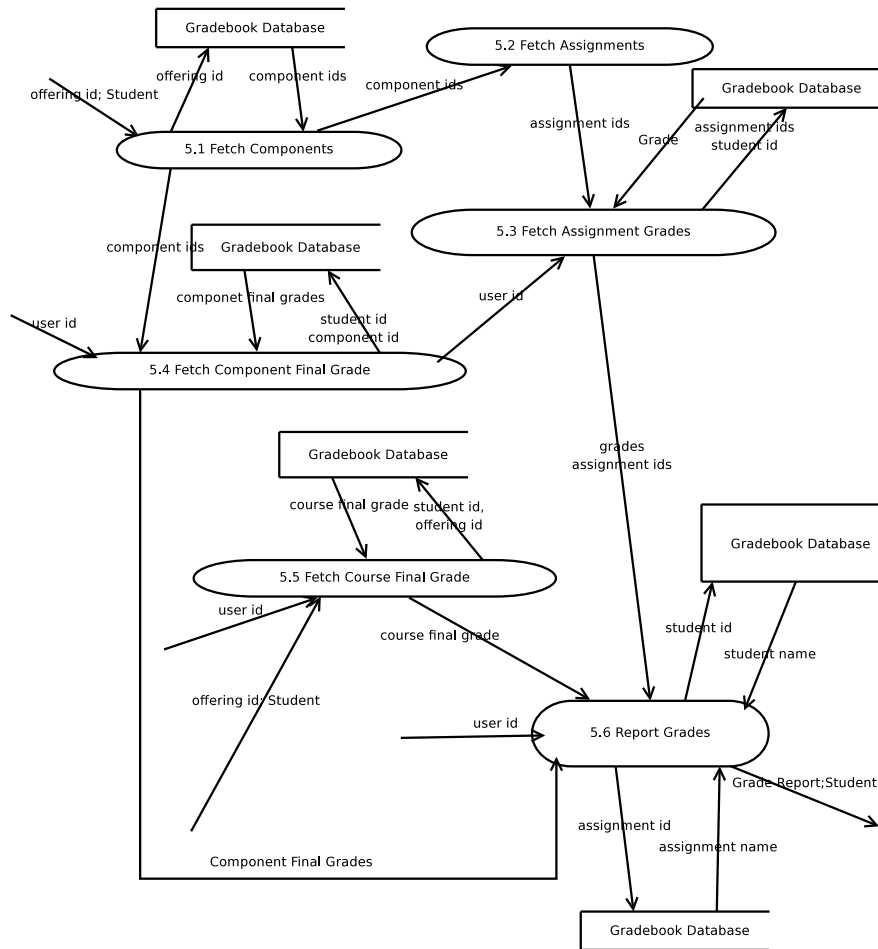 Gradebook Database
5.2 Fetch Assignments
offering id
component ids
component ids
offering id; Student
Gradebook Database
assignment ids
assignment ids
student id
Grade
5.1 Fetch Components
5.3 Fetch Assignment Grades
component ids
Gradebook Database
componet final grades
user id
student id
component id
user id
5.4 Fetch Component Final Grade
grades
assignment ids
Gradebook Database
course final grade
student id,
offering id
Gradebook Database
5.5 Fetch Course Final Grade
user id
course final grade
student id
student name
offering id; Student
user id
5.6 Report Grades
Grade Report;Student
assignment id
assignment name
Component Final Grades
Gradebook Database